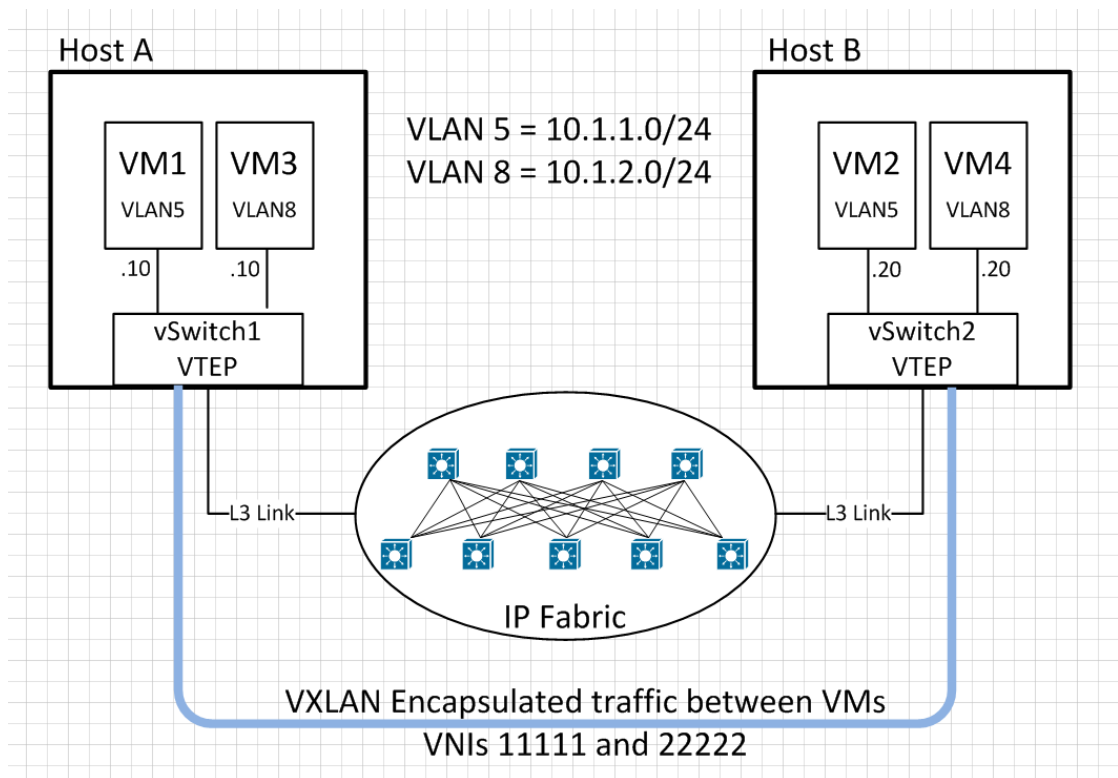 Host A
Host B
VLAN 5 = 10.1.1.0/24
VLAN 8 = 10.1.2.0/24
VM1
VLAN5
VM3
VLAN8
VM2
VLAN5
VM4
VLAN8
.10
.10
.20
.20
vSwitch1
VTEP
vSwitch2
VTEP
L3 Link
L3 Link
IP Fabric
VXLAN Encapsulated traffic between VMs
VNIs 11111 and 22222